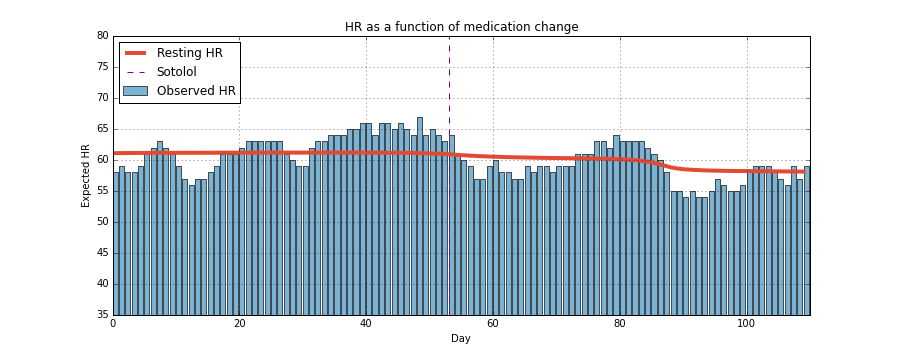 HR as a function of medication change
Expected HR
80
75
70
65
60
55
50
45
40
35
Resting HR
Sotolol
Observed HR
0
20
40
60
80
100
Day